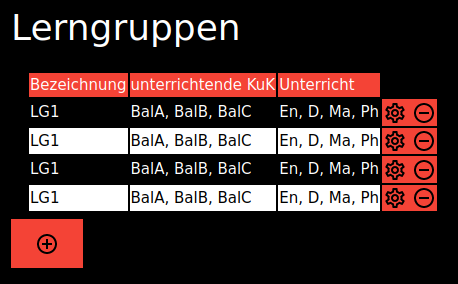 Lerngruppen
Bezeichnung unterrichtende KuK Unterricht
LG1 BalA, BalB, BalC En, D, Ma, Ph
LG1 BalA, BalB, BalC En, D, Ma, Ph
LG1 BalA, BalB, BalC En, D, Ma, Ph
LG1 BalA, BalB, BalC En, D, Ma, Ph